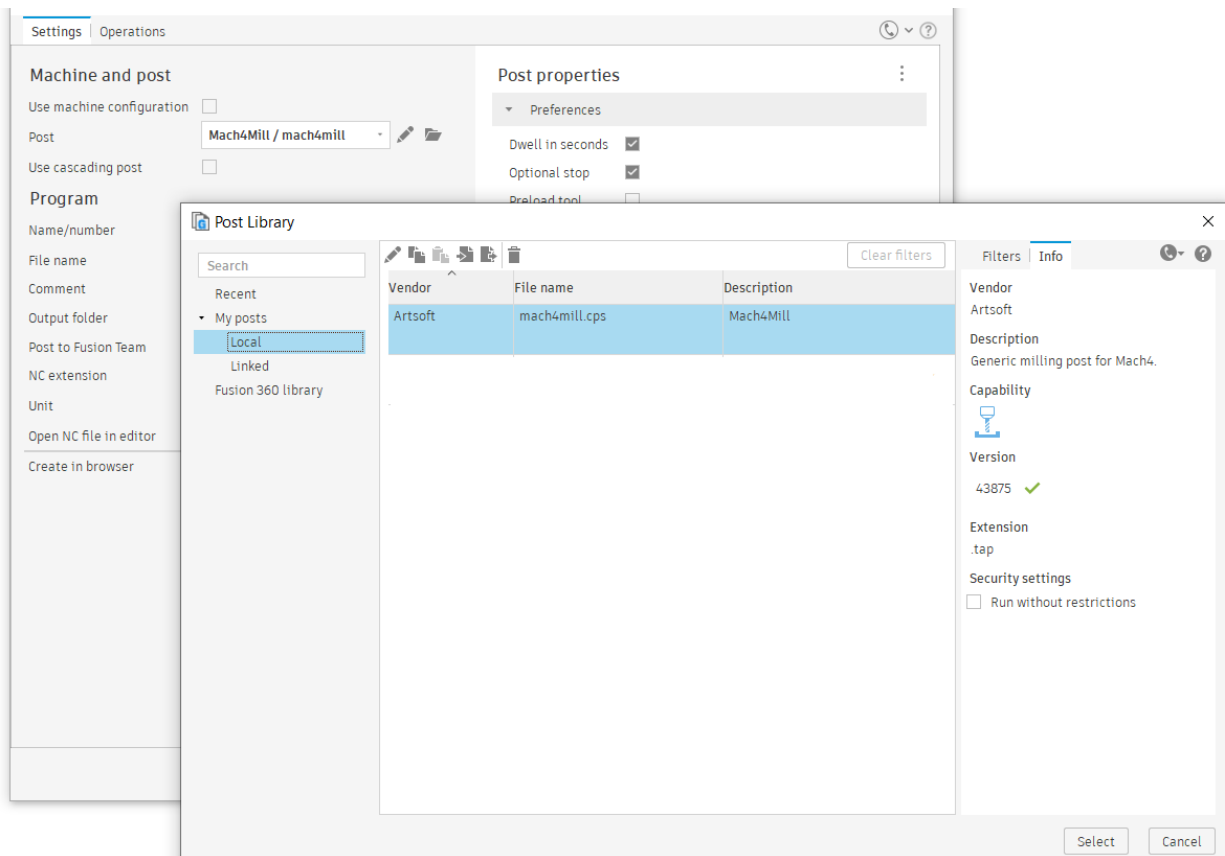 Settings Operations
Machine and post
Use machine configuration
Post Mach4Mill / mach4mill
Use cascading post
Program
Name/number
File name
Comment
Output folder
Post to Fusion Team
NC extension
Unit
Open NC file in editor
Create in browser
Post properties
Preferences
Dwell in seconds
Optional stop
Preload tool
Post Library
Search
Recent
My posts
Local
Linked
Fusion 360 library
Clear filters
Vendor File name Description
Artsoft mach4mill.cps Mach4Mill
Filters Info
Vendor
Artsoft
Description
Generic milling post for Mach4.
Capability
Version
43875
Extension
.tap
Security settings
Run without restrictions
Select Cancel